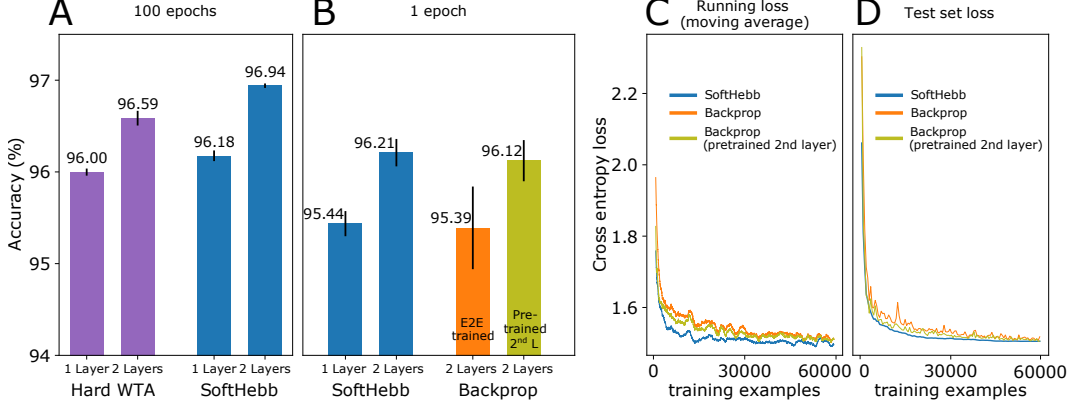 A
100 epochs
Accuracy (%)
97
96
95
94
96.00
96.59
96.18
96.94
1 Layer
2 Layers
1 Layer
2 Layers
Hard WTA
SoftHebb
B
1 epoch
95.44
96.21
95.39
96.12
E2E
trained
Pre-
trained
2nd L
1 Layer
2 Layers
2 Layers
2 Layers
SoftHebb
Backprop
C
Running loss
(moving average)
Cross entropy loss
2.2
2.0
1.8
1.6
SoftHebb
Backprop
Backprop
(pretrained 2nd layer)
0
30000
60000
training examples
D
Test set loss
SoftHebb
Backprop
Backprop
(pretrained 2nd layer)
0
30000
60000
training examples